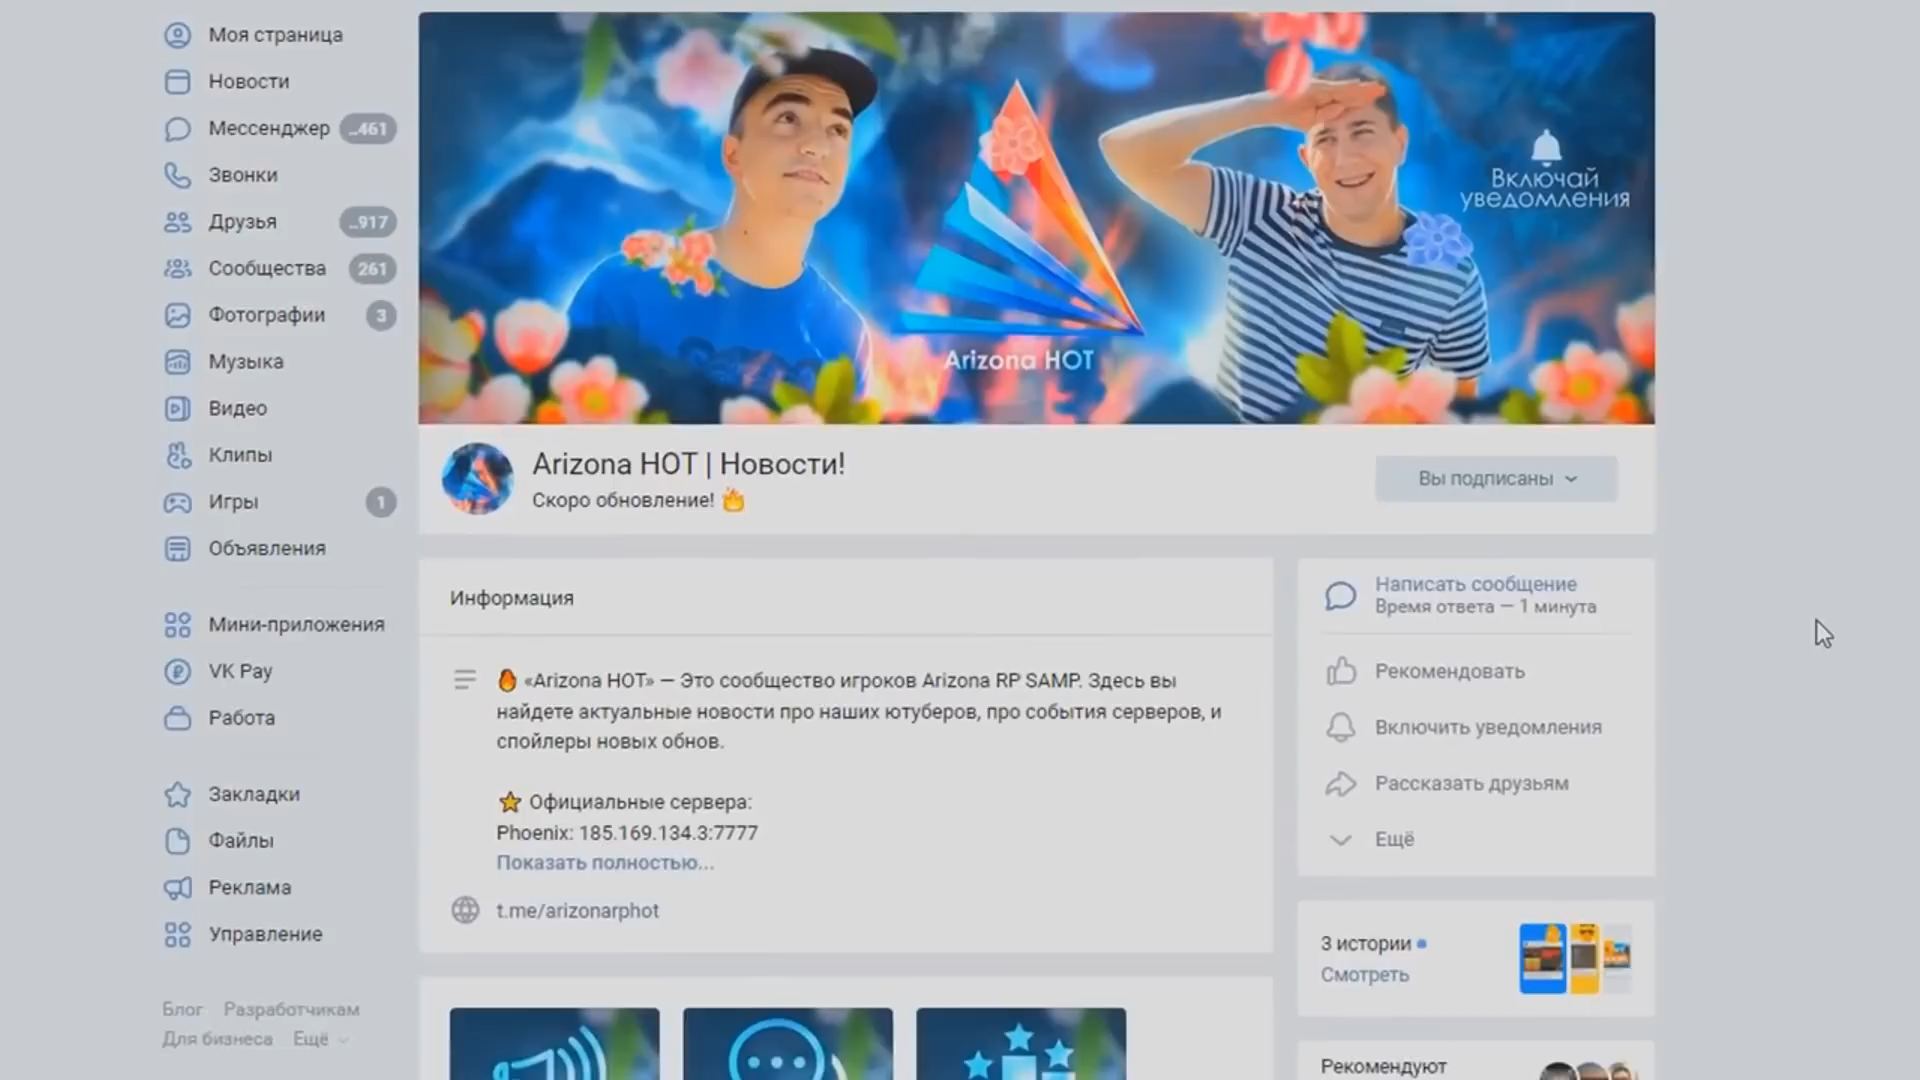 Моя страница
Новости
Мессенджер ..461
Звонки
Друзья ..917
Сообщества 261
Фотографии 3
Музыка
Видео
Клипы
Игры 1
Объявления
Мини-приложения
VK Pay
Работа
Закладки
Файлы
Реклама
Управление
Блог Разработчикам
Для бизнеса Ещё
Включай
уведомления
Arizona HOT
Arizona HOT | Новости!
Скоро обновление! 🔥
Вы подписаны
Информация
🔥 «Arizona HOT» — Это сообщество игроков Arizona RP SAMP. Здесь вы
найдете актуальные новости про наших ютуберов, про события серверов, и
спойлеры новых обнов.
⭐ Официальные сервера:
Phoenix: 185.169.134.3:7777
Показать полностью...
t.me/arizonarphot
Написать сообщение
Время ответа — 1 минута
Рекомендовать
Включить уведомления
Рассказать друзьям
Ещё
3 истории
Смотреть
Рекомендуют